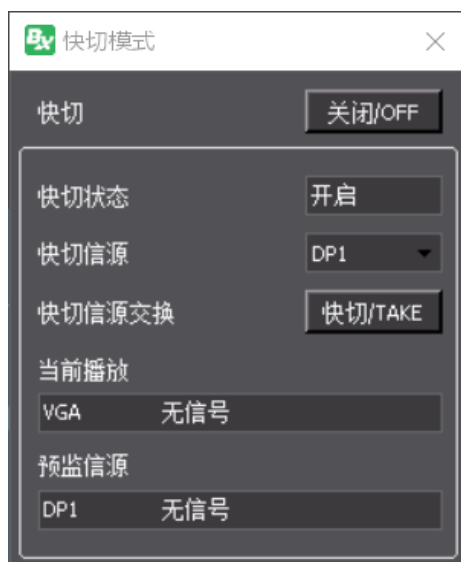 BX 快切模式
快切 关闭/OFF
快切状态 开启
快切信源 DP1
快切信源交换 快切/TAKE
当前播放
VGA 无信号
预监信源
DP1 无信号